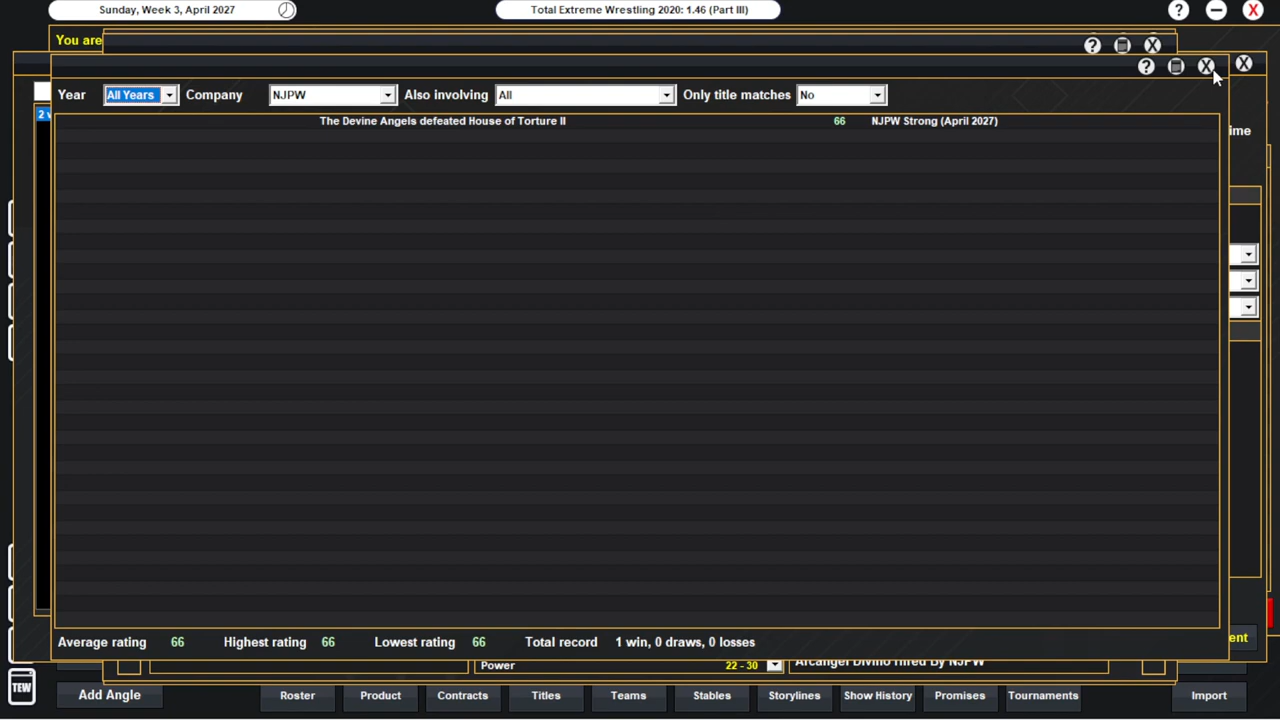 Sunday, Week 3, April 2027
Total Extreme Wrestling 2020: 1.46 (Part III)
? X
You are
? X
? X X
Year All Years Company NJPW Also involving All Only title matches No
2
The Devine Angels defeated House of Torture II 66 NJPW Strong (April 2027)
ime
Average rating 66 Highest rating 66 Lowest rating 66 Total record 1 win, 0 draws, 0 losses
ent
Power 22 - 30 Arcangel Divino Hired By NJPW
TEW Add Angle Roster Product Contracts Titles Teams Stables Storylines Show History Promises Tournaments Import